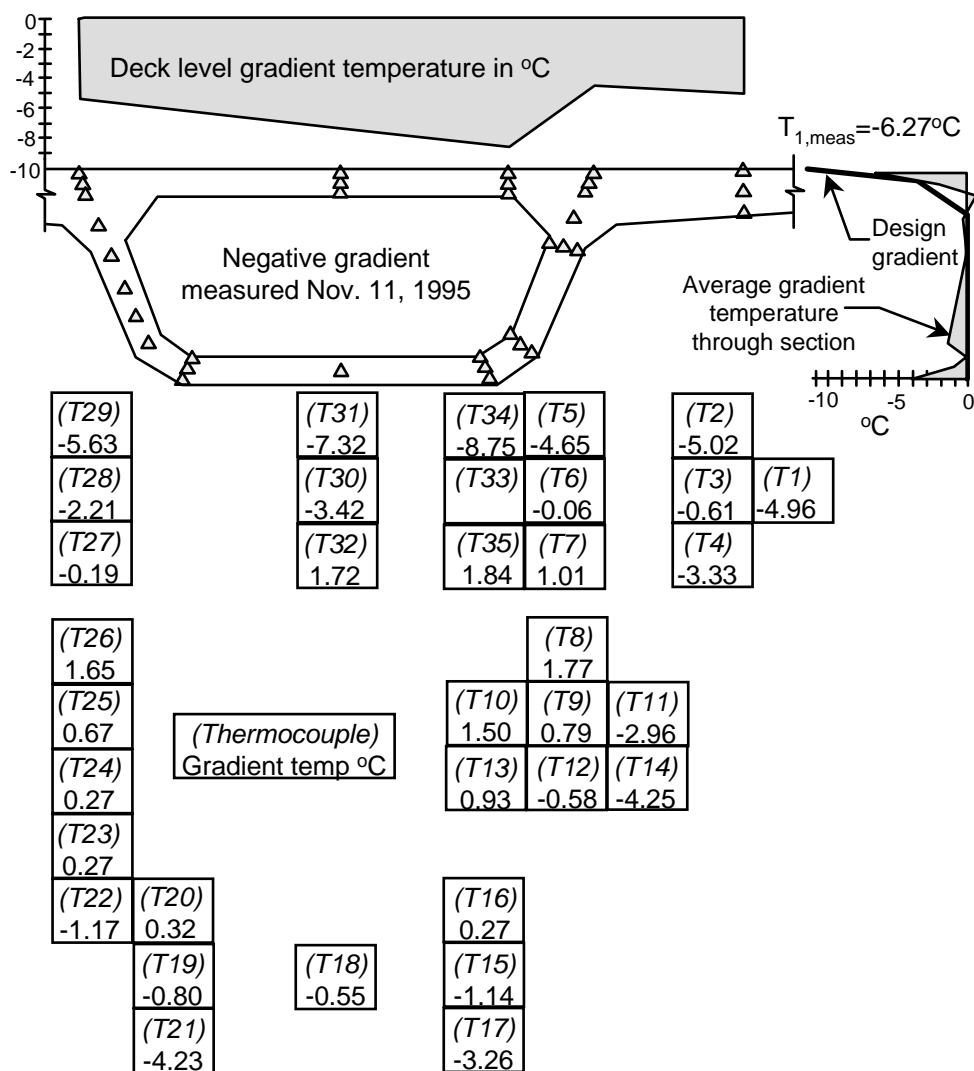 0
-2
-4
-6
-8
-10
Deck level gradient temperature in °C
T1,meas=-6.27°C
Negative gradient
measured Nov. 11, 1995
Design
gradient
Average gradient
temperature
through section
-10
-5
0
°C
(T29)
-5.63
(T31)
-7.32
(T34)
-8.75
(T5)
-4.65
(T2)
-5.02
(T28)
-2.21
(T30)
-3.42
(T33)
(T6)
-0.06
(T3)
-0.61
(T1)
-4.96
(T27)
-0.19
(T32)
1.72
(T35)
1.84
(T7)
1.01
(T4)
-3.33
(T26)
1.65
(T8)
1.77
(T25)
0.67
(T10)
1.50
(T9)
0.79
(T11)
-2.96
(Thermocouple)
Gradient temp °C
(T24)
0.27
(T13)
0.93
(T12)
-0.58
(T14)
-4.25
(T23)
0.27
(T22)
-1.17
(T20)
0.32
(T16)
0.27
(T19)
-0.80
(T18)
-0.55
(T15)
-1.14
(T21)
-4.23
(T17)
-3.26